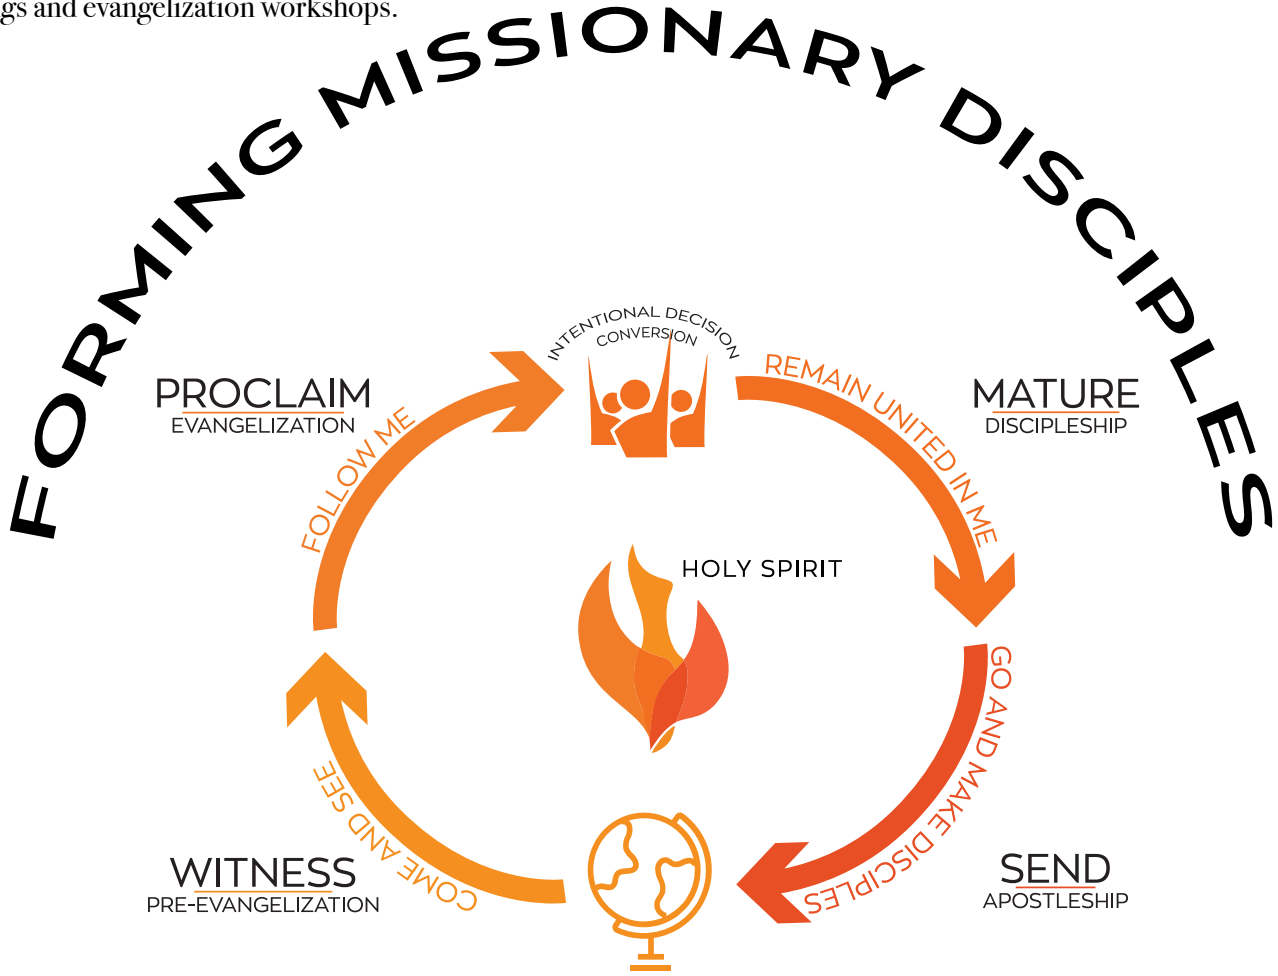 gs and evangelization workshops.
FORMING MISSIONARY DISCIPLES
INTENTIONAL DECISION
CONVERSION
PROCLAIM
EVANGELIZATION
FOLLOW ME
REMAIN UNITED IN ME
MATURE
DISCIPLESHIP
HOLY SPIRIT
WITNESS
PRE-EVANGELIZATION
COME AND SEE
GO AND MAKE DISCIPLES
SEND
APOSTLESHIP